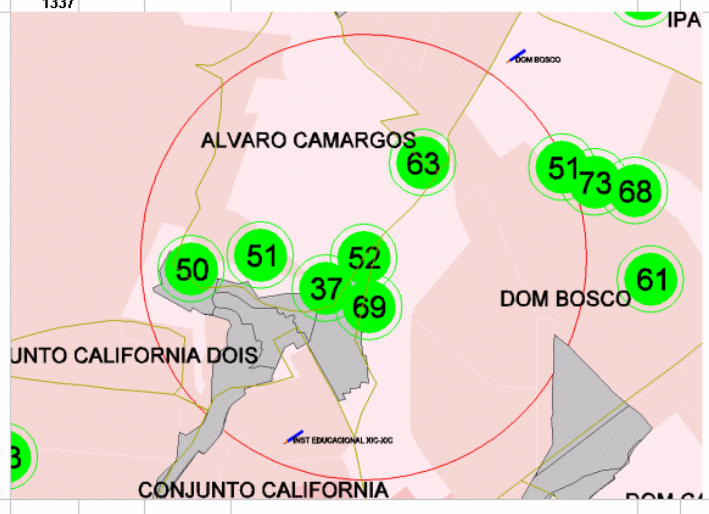 1337
IPA
DOM BOSCO
ALVARO CAMARGOS
63
51
73
68
50
51
52
37
69
61
DOM BOSCO
UNTO CALIFORNIA DOIS
INST EDUCACIONAL XIC-XIC
3
CONJUNTO CALIFORNIA